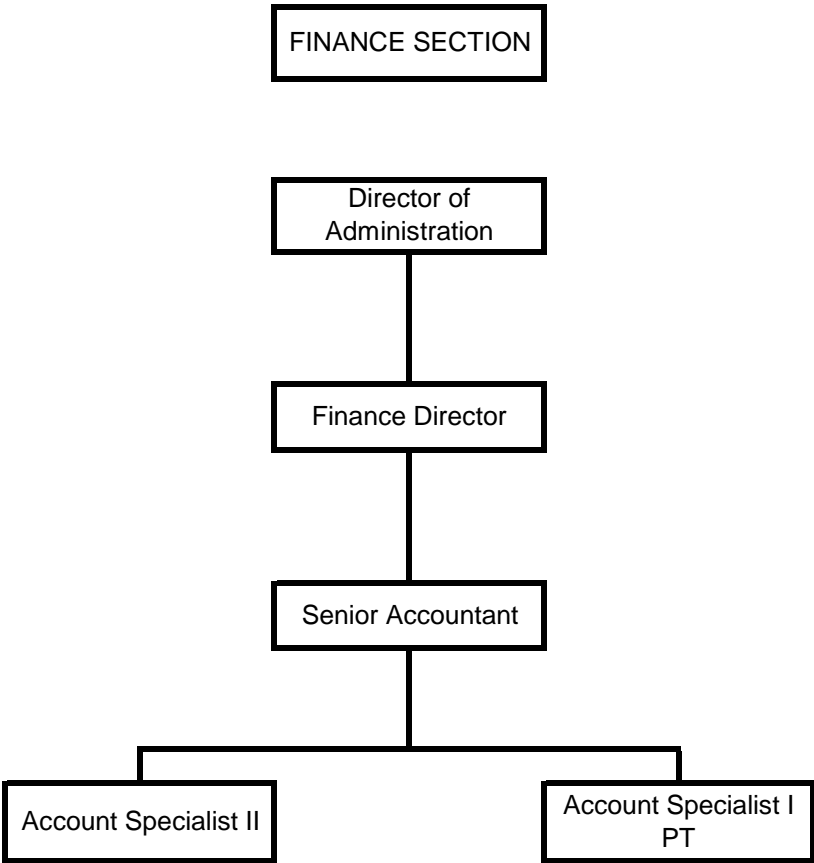 FINANCE SECTION
Director of
Administration
Finance Director
Senior Accountant
Account Specialist II
Account Specialist I
PT